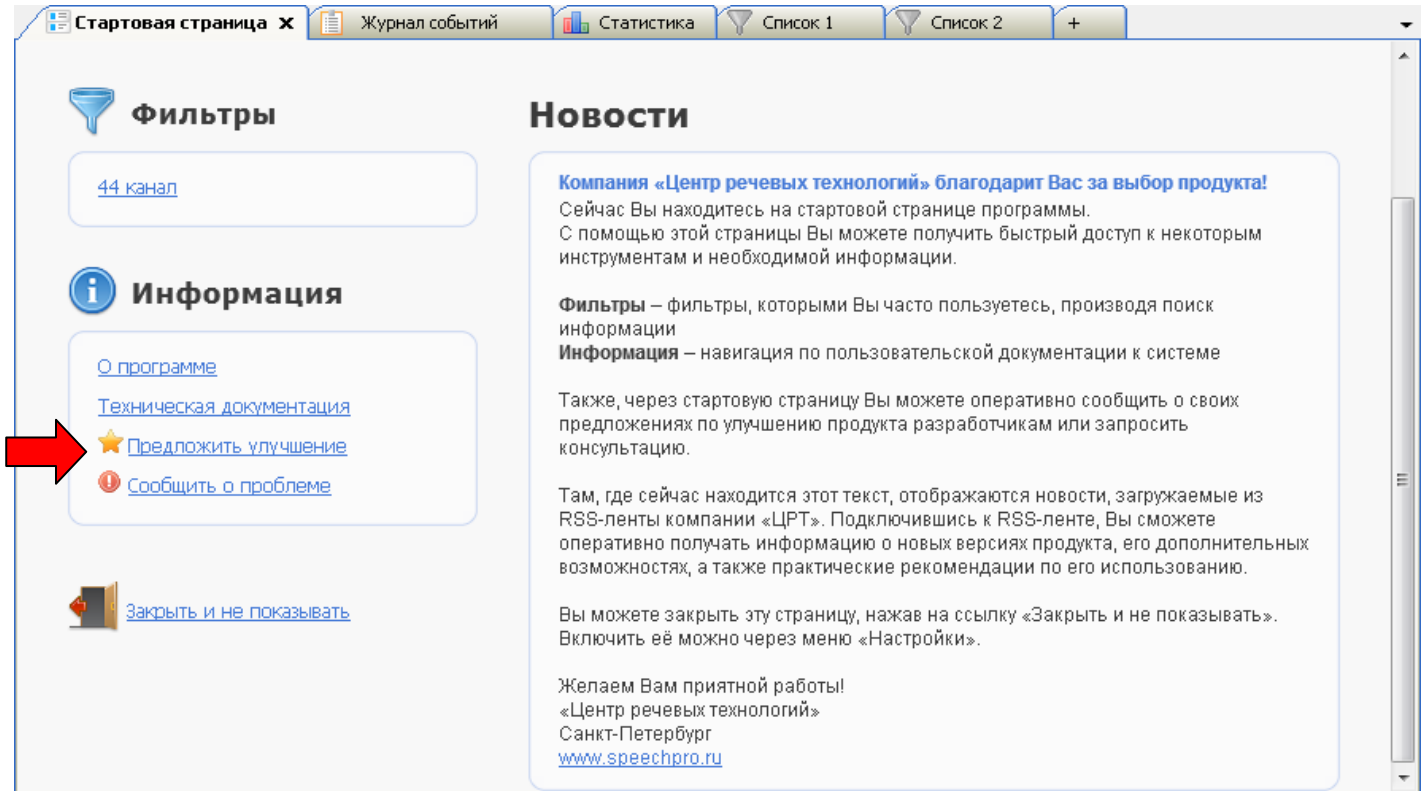 Стартовая страница x
Журнал событий
Статистика
Список 1
Список 2
+
Фильтры
44 канал
Информация
О программе
Техническая документация
Предложить улучшение
Сообщить о проблеме
Закрыть и не показывать
Новости
Компания «Центр речевых технологий» благодарит Вас за выбор продукта!
Сейчас Вы находитесь на стартовой странице программы.
С помощью этой страницы Вы можете получить быстрый доступ к некоторым
инструментам и необходимой информации.
Фильтры – фильтры, которыми Вы часто пользуетесь, производя поиск
информации
Информация – навигация по пользовательской документации к системе
Также, через стартовую страницу Вы можете оперативно сообщить о своих
предложениях по улучшению продукта разработчикам или запросить
консультацию.
Там, где сейчас находится этот текст, отображаются новости, загружаемые из
RSS-ленты компании «ЦРТ». Подключившись к RSS-ленте, Вы сможете
оперативно получать информацию о новых версиях продукта, его дополнительных
возможностях, а также практические рекомендации по его использованию.
Вы можете закрыть эту страницу, нажав на ссылку «Закрыть и не показывать».
Включить её можно через меню «Настройки».
Желаем Вам приятной работы!
«Центр речевых технологий»
Санкт-Петербург
www.speechpro.ru